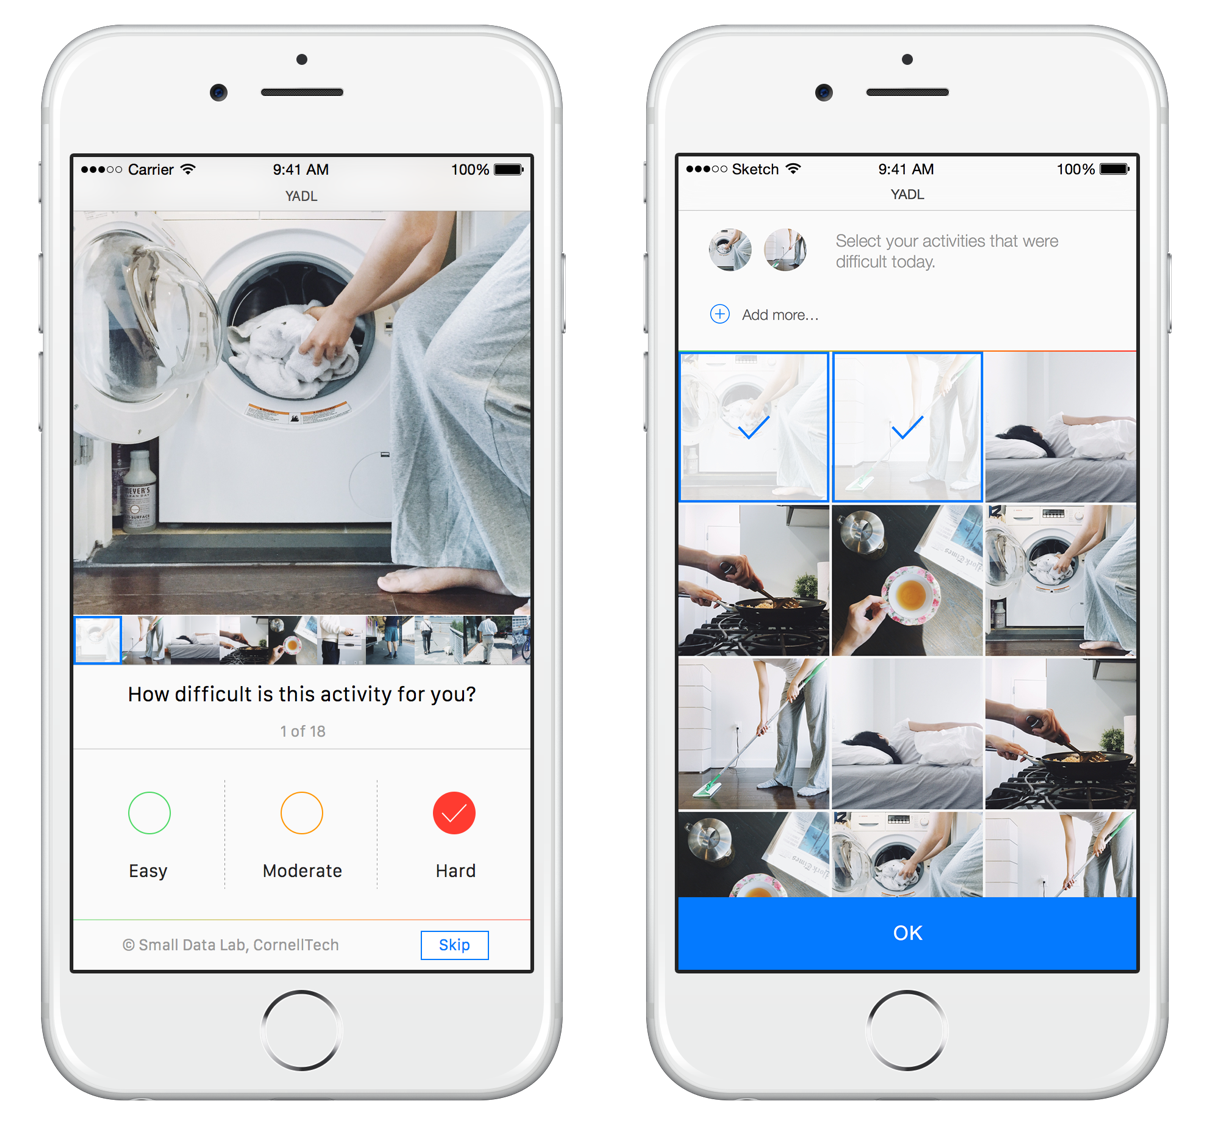 Carrier
9:41 AM
100%
YADL
How difficult is this activity for you?
1 of 18
Easy
Moderate
Hard
© Small Data Lab, CornellTech
Skip
Sketch
9:41 AM
100%
YADL
Select your activities that were
difficult today.
Add more...
OK